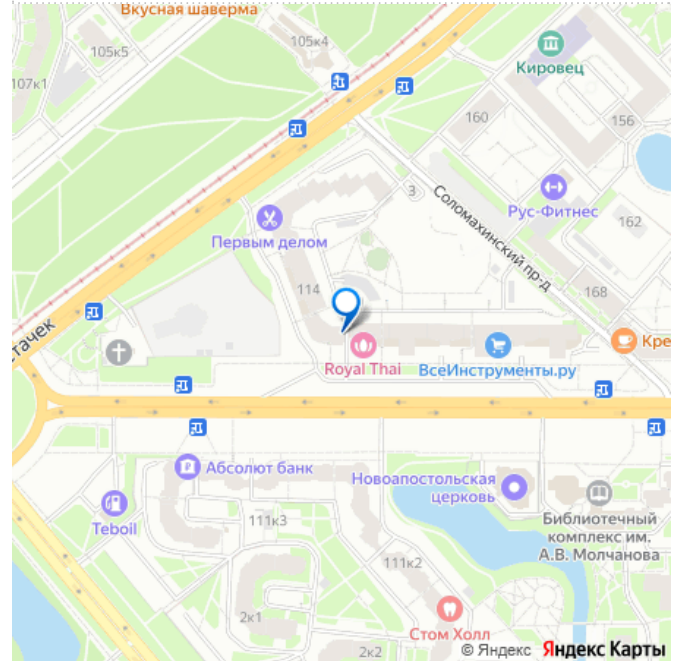 Вкусная шаверма
105к5
105к4
107к1
Кировец
160
156
3
Соломахинский пр-д
Рус-Фитнес
162
Первым делом
114
168
стачек
Royal Thai
ВсеИнструменты.ру
Кре
Абсолют банк
Новоапостольская
церковь
Teboil
111к3
Библиотечный
комплекс им.
А.В. Молчанова
111к2
2к1
Стом Холл
2к2
© Яндекс Яндекс Карты